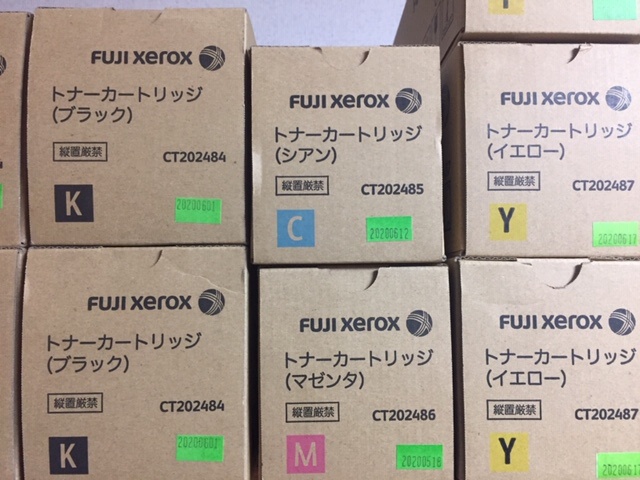 FUJI xerox
トナーカートリッジ
(ブラック)
縦置厳禁
CT202484
K
20200601
FUJI xerox
トナーカートリッジ
(シアン)
縦置厳禁
CT202485
C
20200612
Y
FUJI xerox
トナーカートリッジ
(イエロー)
縦置厳禁
CT202487
Y
20200617
FUJI xerox
トナーカートリッジ
(ブラック)
縦置厳禁
CT202484
K
20200601
FUJI xerox
トナーカートリッジ
(マゼンタ)
縦置厳禁
CT202486
M
20200518
FUJI xerox
トナーカートリッジ
(イエロー)
縦置厳禁
CT202487
Y
2020061